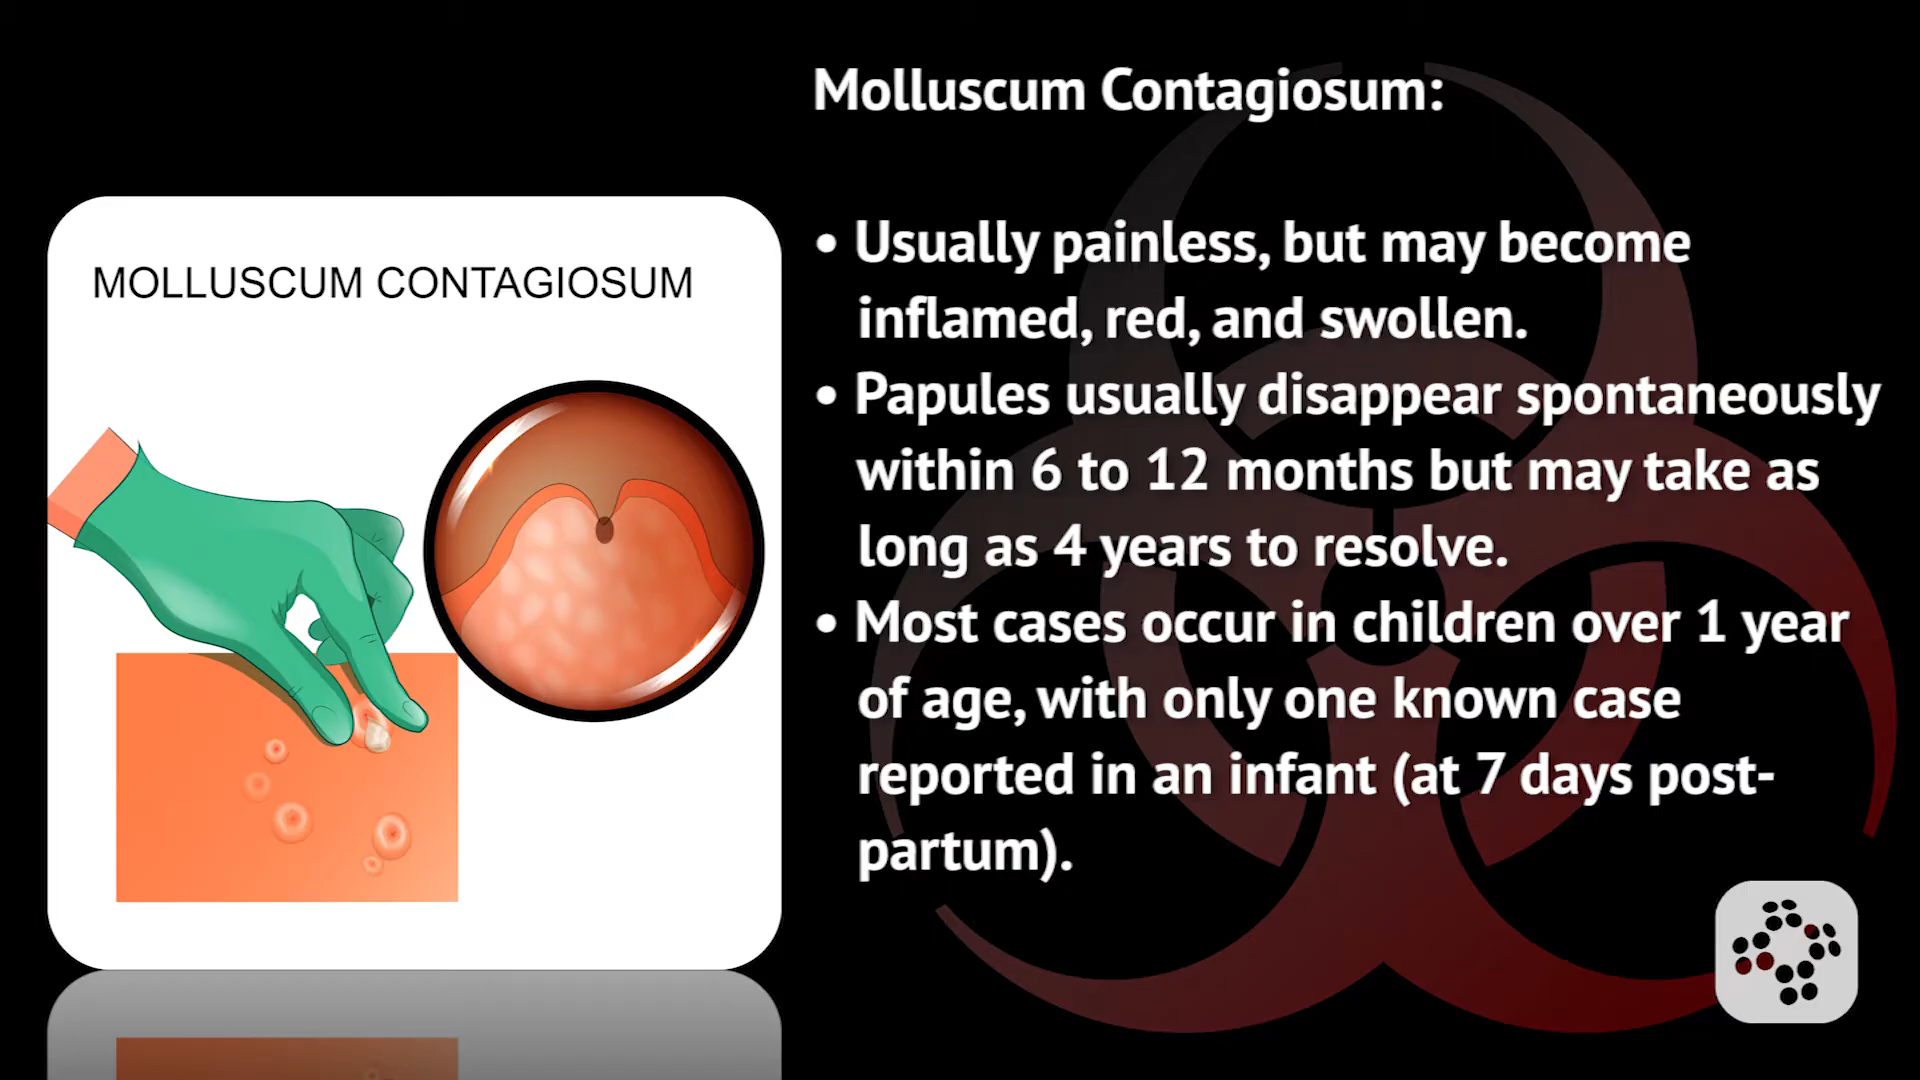 Molluscum Contagiosum:
MOLLUSCUM CONTAGIOSUM
• Usually painless, but may become
inflamed, red, and swollen.
• Papules usually disappear spontaneously
within 6 to 12 months but may take as
long as 4 years to resolve.
• Most cases occur in children over 1 year
of age, with only one known case
reported in an infant (at 7 days post-
partum).